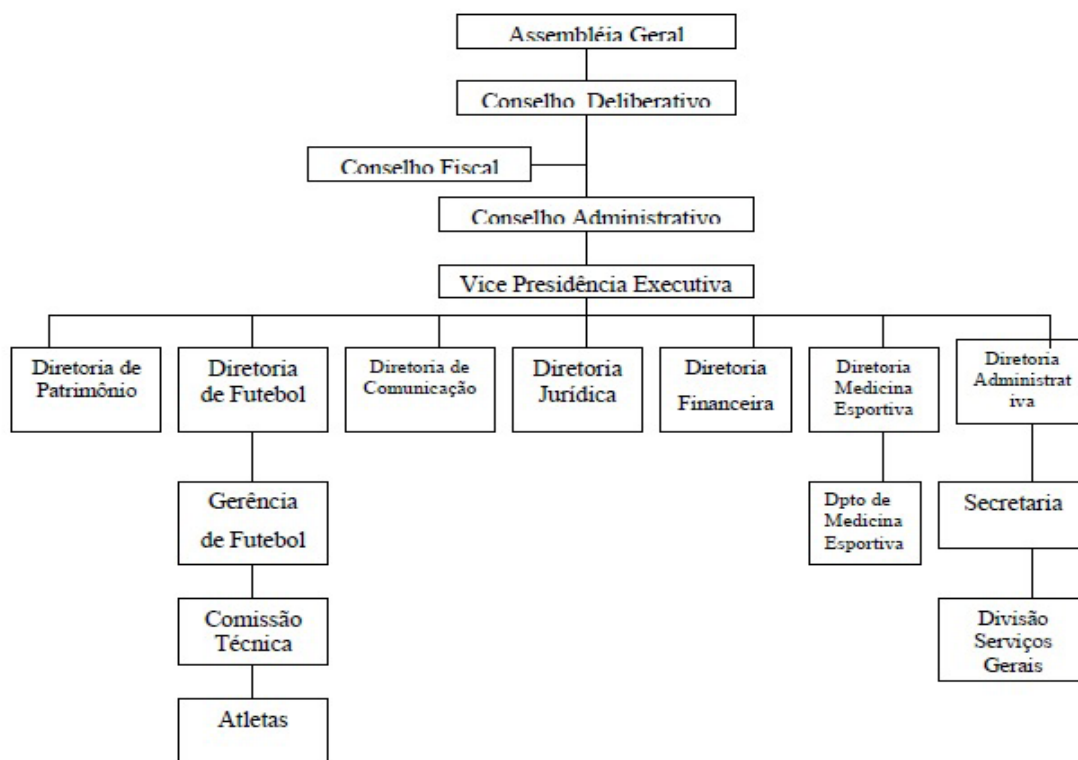 Assembléia Geral
Conselho Deliberativo
Conselho Fiscal
Conselho Administrativo
Vice Presidência Executiva
Diretoria de
Patrimônio
Diretoria
de Futebol
Diretoria de
Comunicação
Diretoria
Jurídica
Diretoria
Financeira
Diretoria
Medicina
Esportiva
Diretoria
Administrat
iva
Gerência
de Futebol
Dpto de
Medicina
Esportiva
Secretaria
Comissão
Técnica
Divisão
Serviços
Gerais
Atletas